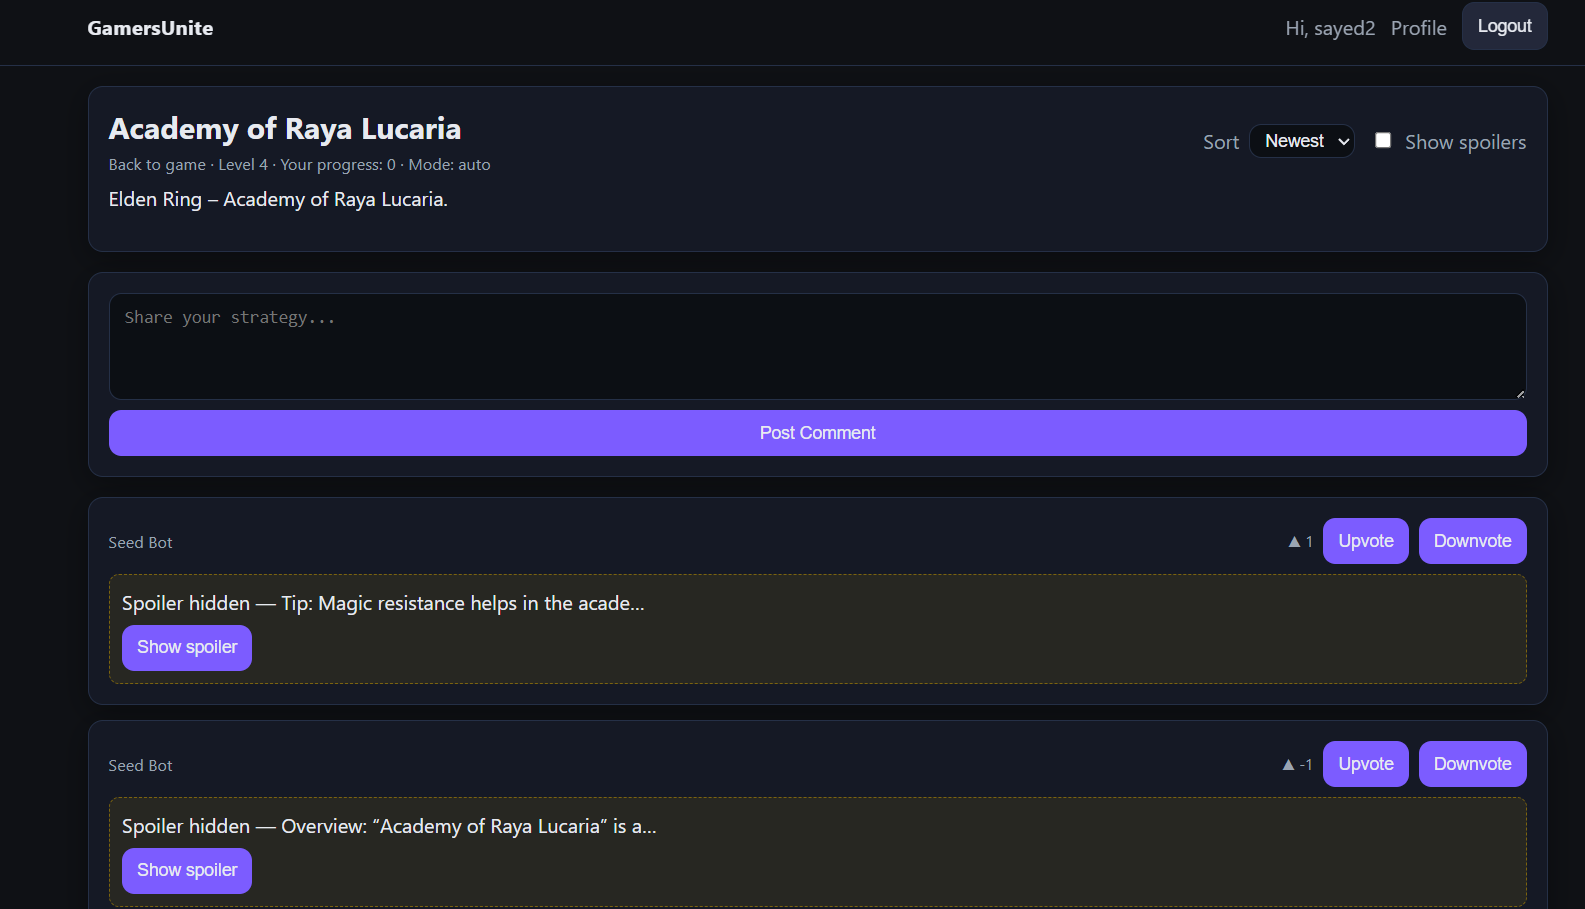 GamersUnite
Hi, sayed2 Profile Logout
Academy of Raya Lucaria
Sort Newest Show spoilers
Back to game · Level 4 · Your progress: 0 · Mode: auto
Elden Ring – Academy of Raya Lucaria.
Share your strategy...
Post Comment
Seed Bot ▲ 1 Upvote Downvote
Spoiler hidden — Tip: Magic resistance helps in the acade...
Show spoiler
Seed Bot ▲ -1 Upvote Downvote
Spoiler hidden — Overview: “Academy of Raya Lucaria” is a...
Show spoiler